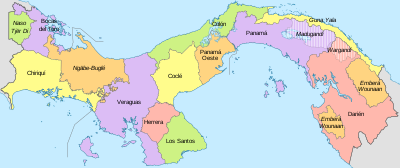 Naso
Tjër Di
Bocas
del Toro
Chiriquí
Ngäbe-Buglé
Veraguas
Herrera
Los Santos
Coclé
Colón
Panamá
Oeste
Panamá
Guna Yala
Madugandí
Wargandí
Emberá
Wounaan
Darién
Emberá
Wounaan